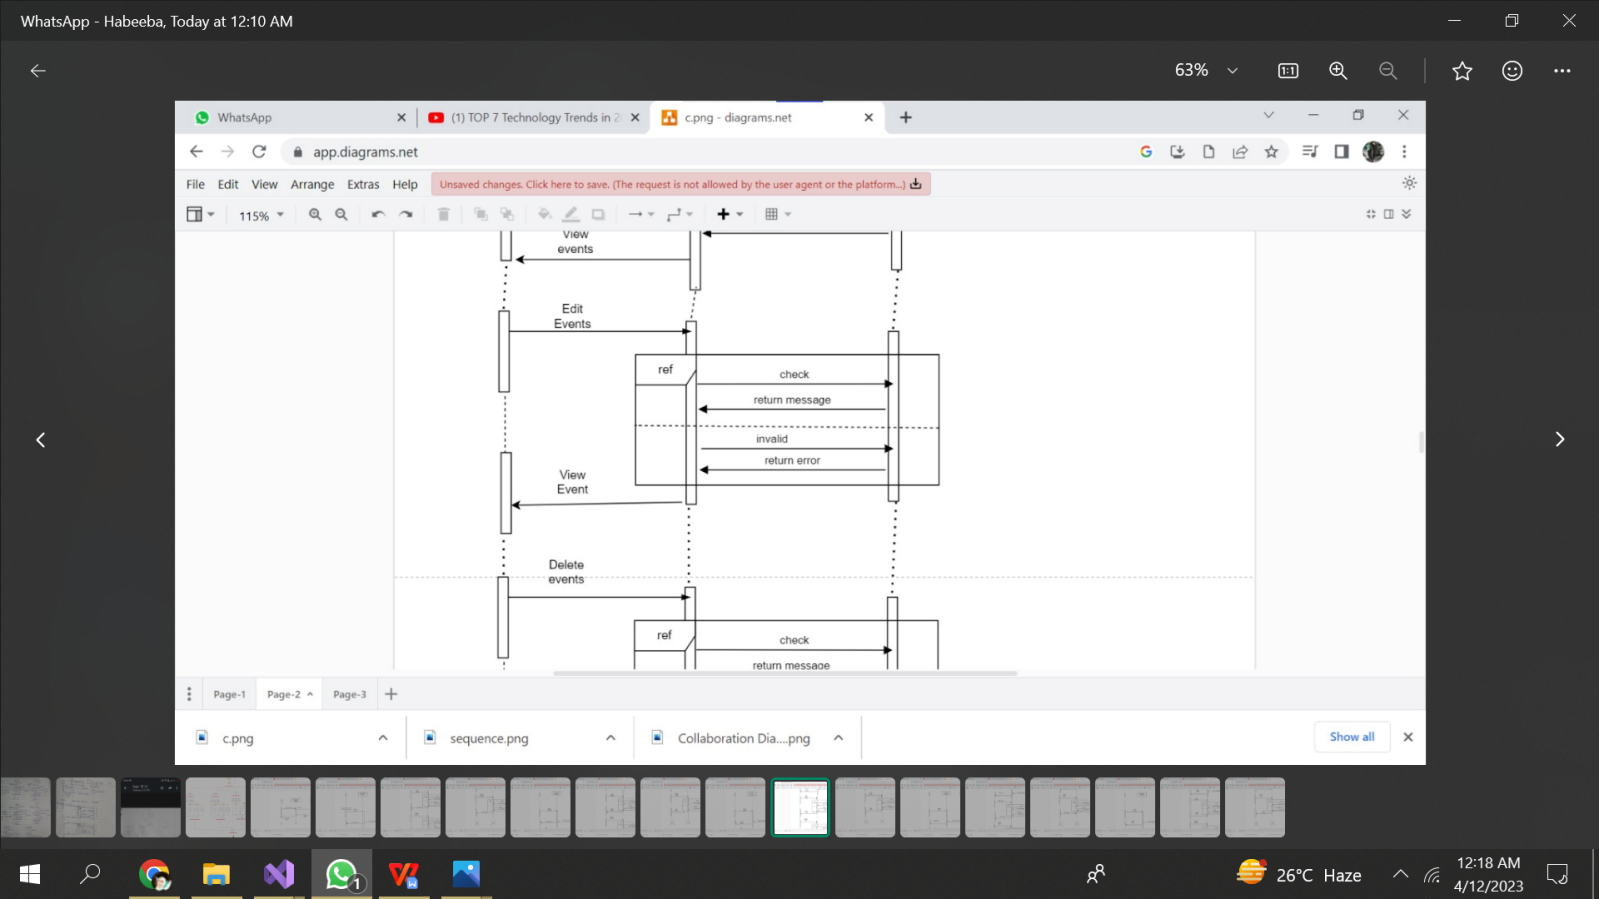 WhatsApp - Habeeba, Today at 12:10 AM
63%
1:1
WhatsApp
(1) TOP 7 Technology Trends in 2
c.png - diagrams.net
app.diagrams.net
File Edit View Arrange Extras Help
Unsaved changes. Click here to save. (The request is not allowed by the user agent or the platform...)
115%
View
events
Edit
Events
ref
check
return message
invalid
return error
View
Event
Delete
events
ref
check
return message
Page-1 Page-2 Page-3
c.png
sequence.png
Collaboration Dia....png
Show all
1
26°C Haze
12:18 AM
4/12/2023